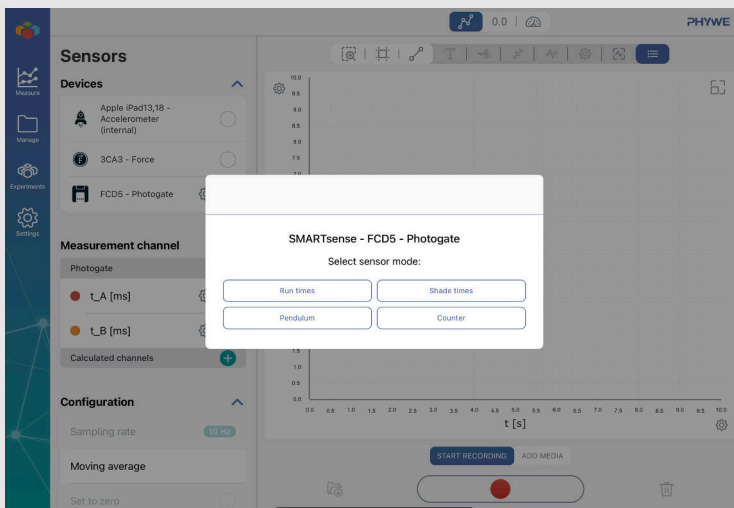 0.0
PHYWE
Measure
Manage
Experiments
Settings
Sensors
Devices
Apple iPad13,18 -
Accelerometer
(internal)
3CA3 - Force
FCD5 - Photogate
Measurement channel
Photogate
t_A [ms]
t_B [ms]
Calculated channels
Configuration
Sampling rate
10 Hz
Moving average
Set to zero
T
10.0
9.5
9.0
8.5
8.0
7.5
7.0
SMARTsense - FCD5 - Photogate
Select sensor mode:
Run times
Shade times
Pendulum
Counter
1.5
1.0
0.5
0.0
0.0 0.5 1.0 1.5 2.0 2.5 3.0 3.5 4.0 4.5 5.0 5.5 6.0 6.5 7.0 7.5 8.0 8.5 9.0 9.5 10.0
t [s]
START RECORDING
ADD MEDIA